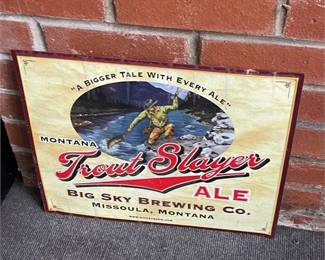 "A BIGGER TALE WITH EVERY ALE"
MONTANA
Trout Slayer
ALE
BIG SKY BREWING CO.
MISSOULA, MONTANA